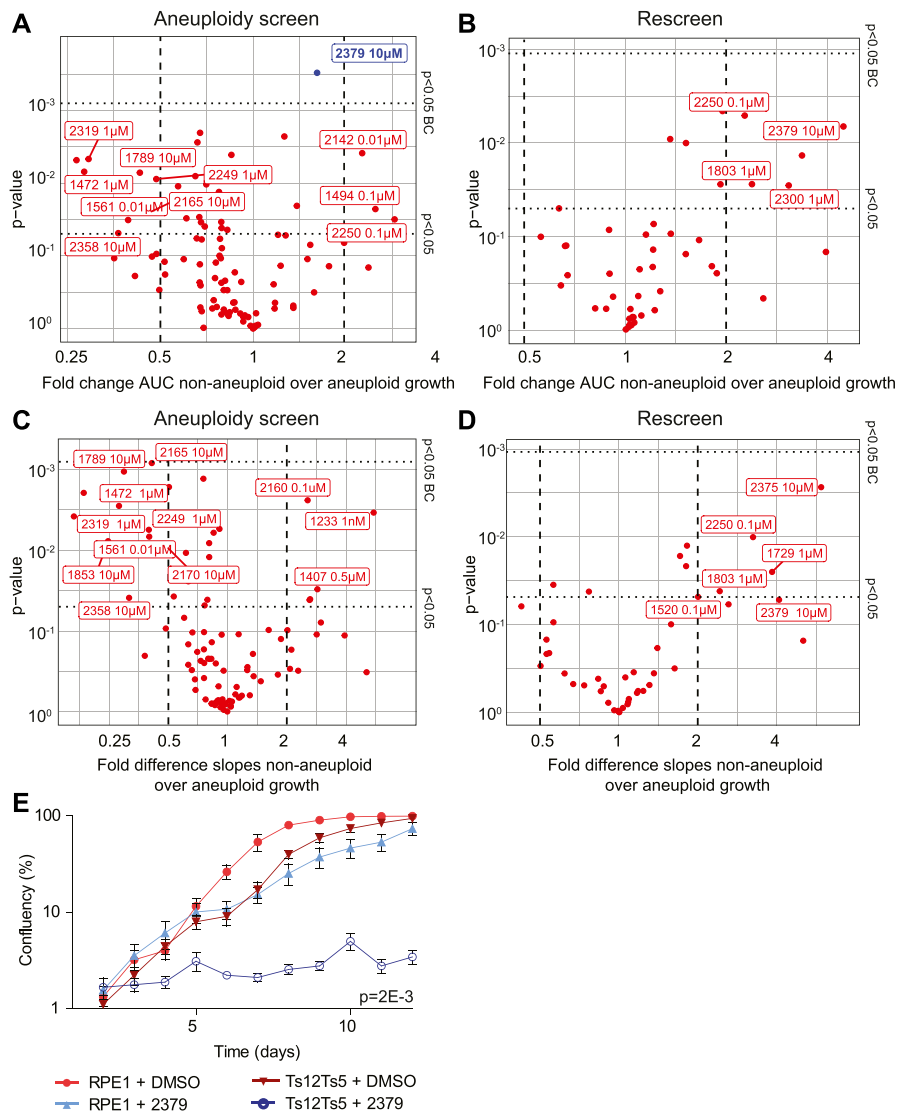 A
Aneuploidy screen
2379 10µM
p<0.05 BC
10⁻³
2319 1µM
2142 0.01µM
1789 10µM
2249 1µM
10⁻²
1472 1µM
1494 0.1µM
1561 0.01µM
2165 10µM
2250 0.1µM
p<0.05
2358 10µM
10⁻¹
10⁰
p-value
0.25 0.5 1 2 4
Fold change AUC non-aneuploid over aneuploid growth
B
Rescreen
p<0.05 BC
10⁻³
2250 0.1µM
2379 10µM
10⁻²
1803 1µM
2300 1µM
p<0.05
10⁻¹
10⁰
p-value
0.5 1 2 4
Fold change AUC non-aneuploid over aneuploid growth
C
Aneuploidy screen
p<0.05 BC
1789 10µM
2165 10µM
10⁻³
1472 1µM
2160 0.1uM
2319 1µM
2249 1µM
1233 1nM
1561 0.01µM
10⁻²
1853 10µM
2170 10µM
1407 0.5µM
2358 10µM
p<0.05
10⁻¹
10⁰
p-value
0.25 0.5 1 2 4
Fold difference slopes non-aneuploid
over aneuploid growth
D
Rescreen
p<0.05 BC
10⁻³
2375 10µM
2250 0.1µM
10⁻²
1729 1µM
1803 1µM
1520 0.1µM
2379 10µM
p<0.05
10⁻¹
10⁰
p-value
0.5 1 2 4
Fold difference slopes non-aneuploid
over aneuploid growth
E
100
10
1
Confluency (%)
p=2E-3
5 10
Time (days)
RPE1 + DMSO
Ts12Ts5 + DMSO
RPE1 + 2379
Ts12Ts5 + 2379